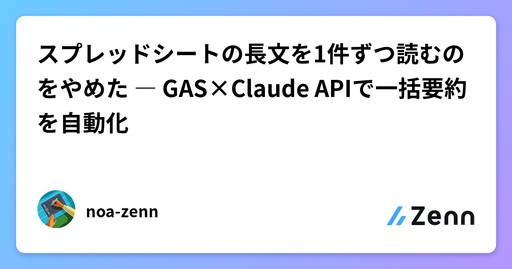 スプレッドシートの長文を1件ずつ読むの
をやめた — GAS×Claude APIで一括要約
を自動化
noa-zenn
Zenn